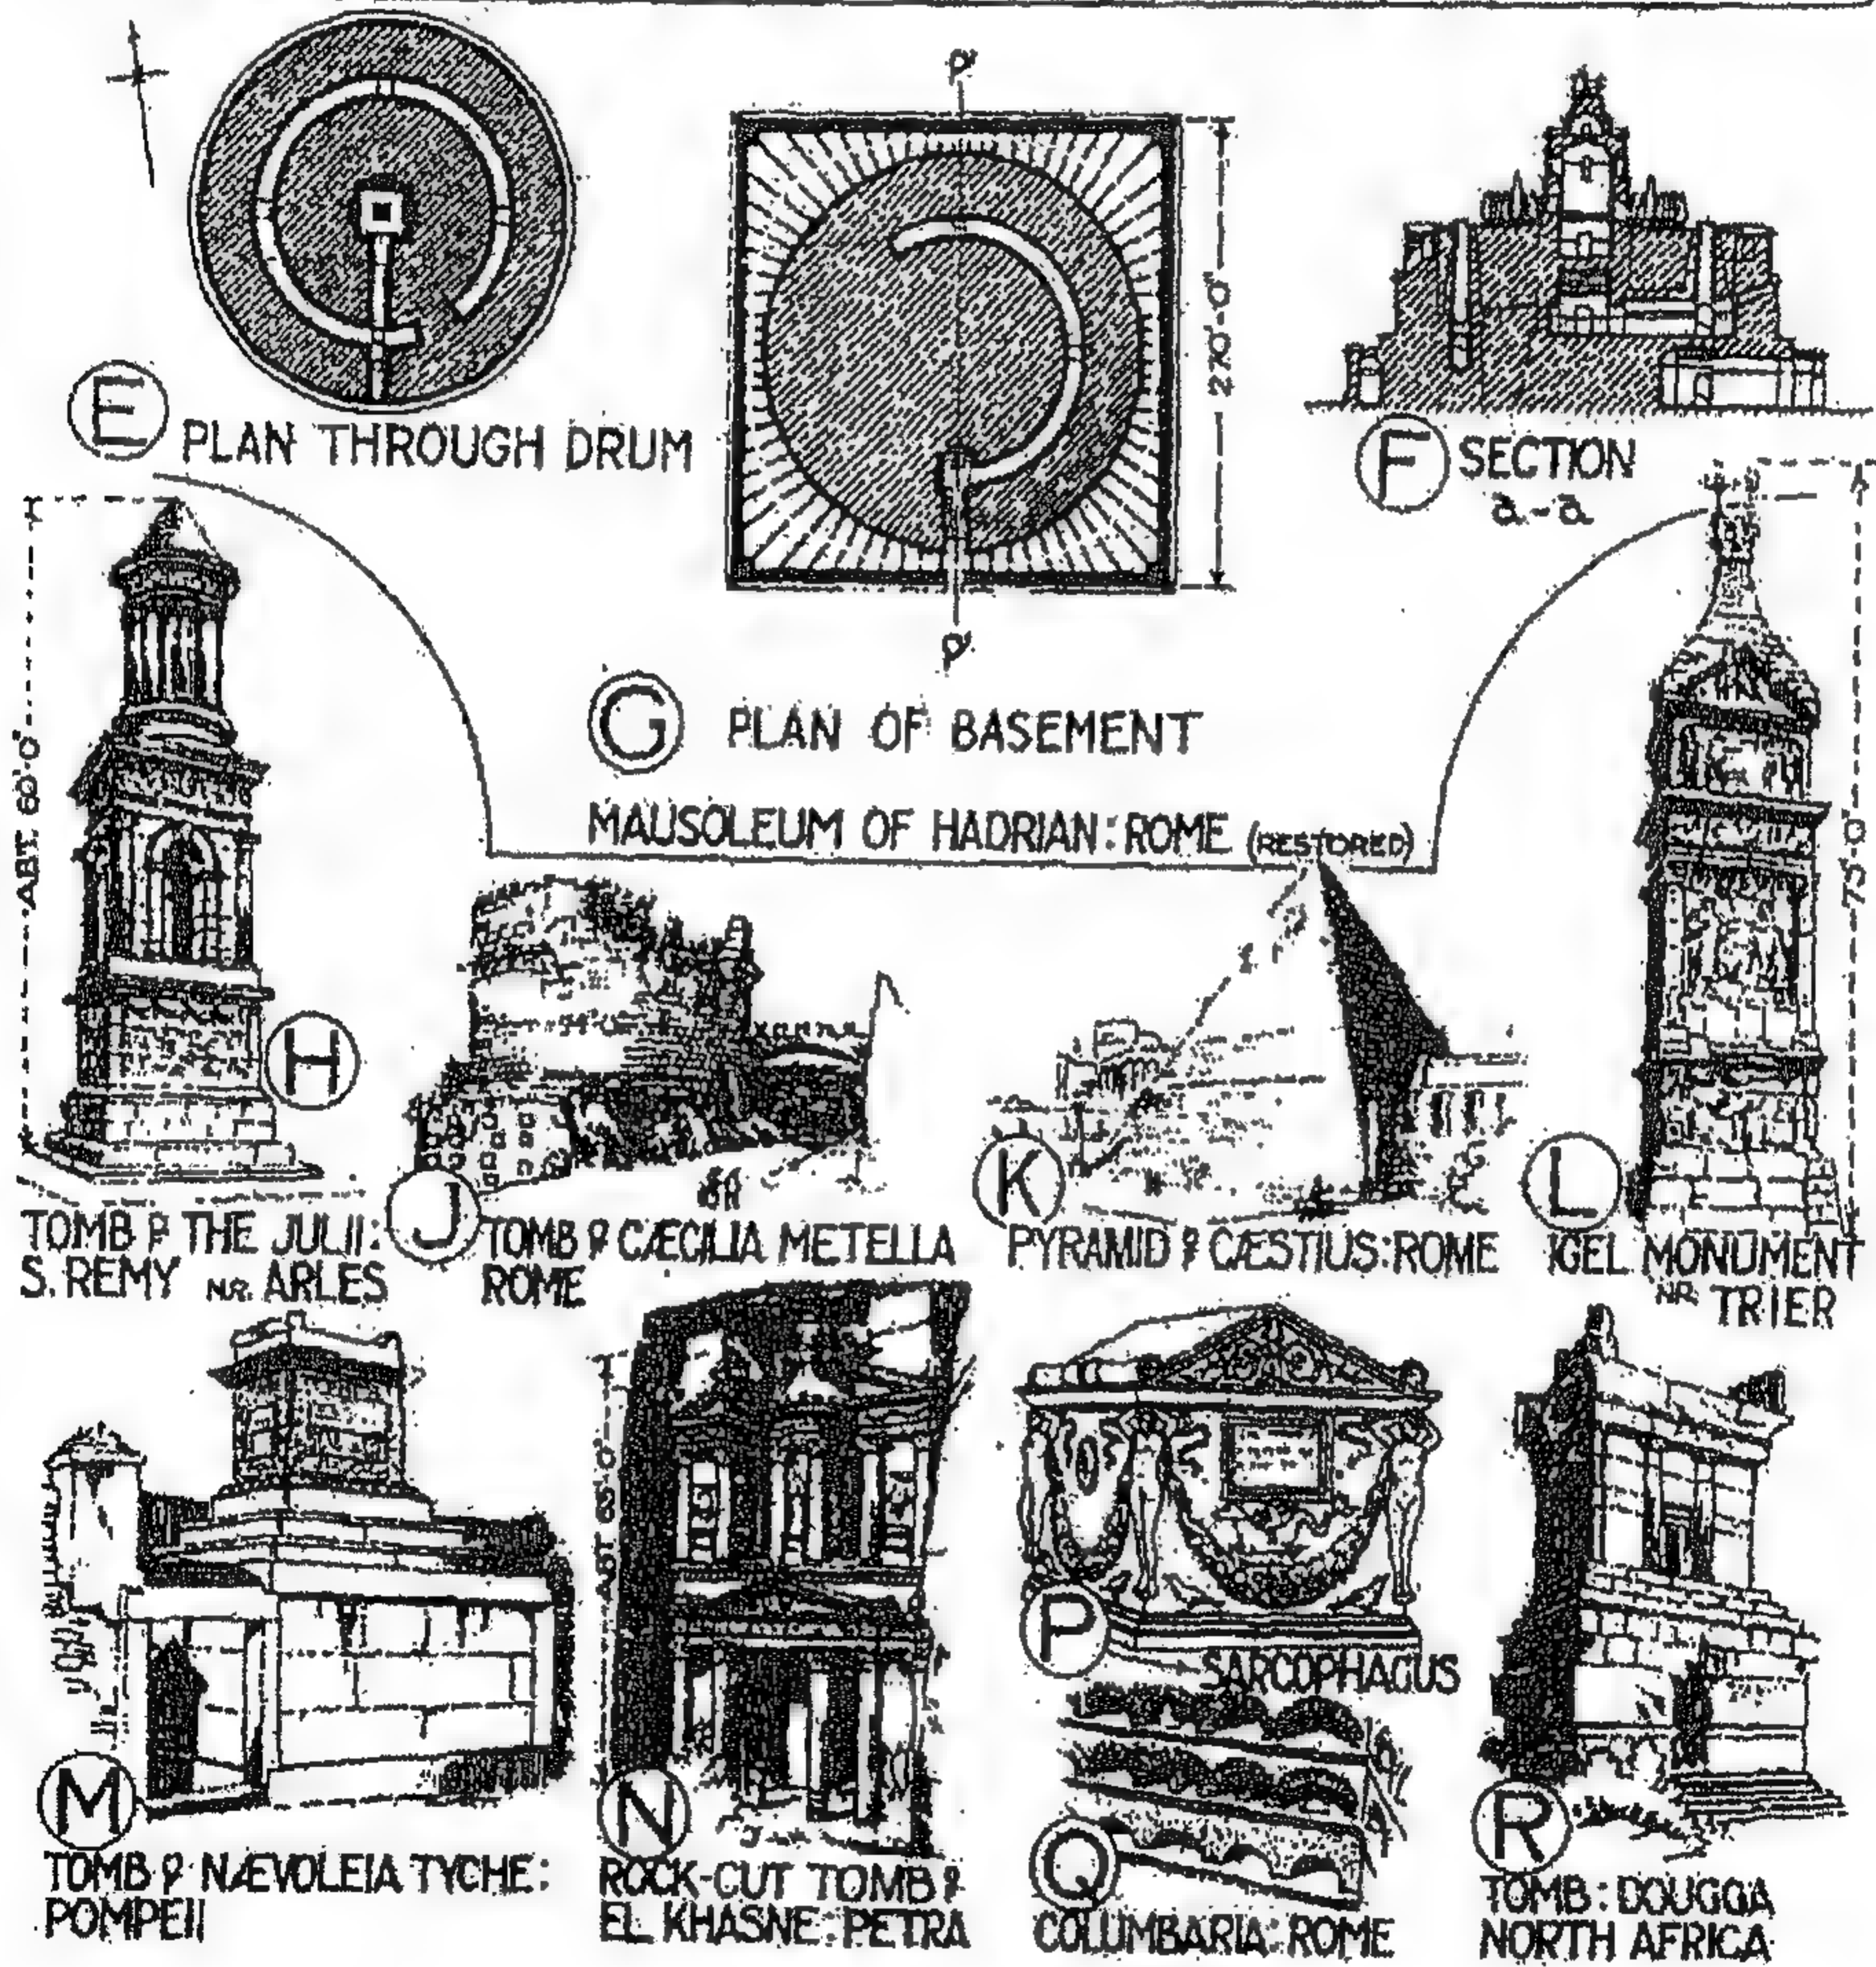 E PLAN THROUGH DRUM
270'-0"
F SECTION
a-a
G PLAN OF BASEMENT
MAUSOLEUM OF HADRIAN: ROME (RESTORED)
ABT. 60'-0"
75'-0"
H
TOMB OF THE JULII:
S. REMY NR. ARLES
J TOMB OF CÆCILIA METELLA
ROME
K
PYRAMID OF CÆSTIUS: ROME
L
IGEL MONUMENT
NR. TRIER
M
TOMB OF NÆVOLEIA TYCHE:
POMPEII
N
ROCK-CUT TOMB OF
EL KHASNE: PETRA
P
SARCOPHAGUS
Q
COLUMBARIA: ROME
R
TOMB: DOUGGA
NORTH AFRICA